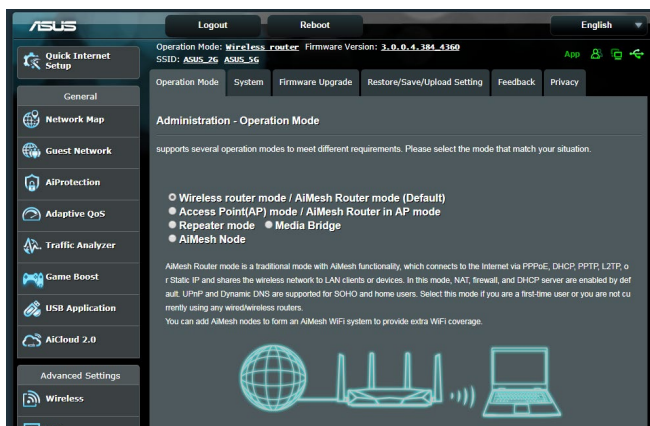 ASUS
Logout
Reboot
English
Quick Internet
Setup
Operation Mode: Wireless router Firmware Version: 3.0.0.4.384_4360
SSID: ASUS_2G ASUS_5G
App
General
Network Map
Guest Network
AiProtection
Adaptive QoS
Traffic Analyzer
Game Boost
USB Application
AiCloud 2.0
Advanced Settings
Wireless
Operation Mode
System
Firmware Upgrade
Restore/Save/Upload Setting
Feedback
Privacy
Administration - Operation Mode
supports several operation modes to meet different requirements. Please select the mode that match your situation.
Wireless router mode / AiMesh Router mode (Default)
Access Point(AP) mode / AiMesh Router in AP mode
Repeater mode Media Bridge
AiMesh Node
AiMesh Router mode is a traditional mode with AiMesh functionality, which connects to the Internet via PPPoE, DHCP, PPTP, L2TP, o
r Static IP and shares the wireless network to LAN clients or devices. In this mode, NAT, firewall, and DHCP server are enabled by def
ault. UPnP and Dynamic DNS are supported for SOHO and home users. Select this mode if you are a first-time user or you are not cu
rrently using any wired/wireless routers.
You can add AiMesh nodes to form an AiMesh WiFi system to provide extra WiFi coverage.